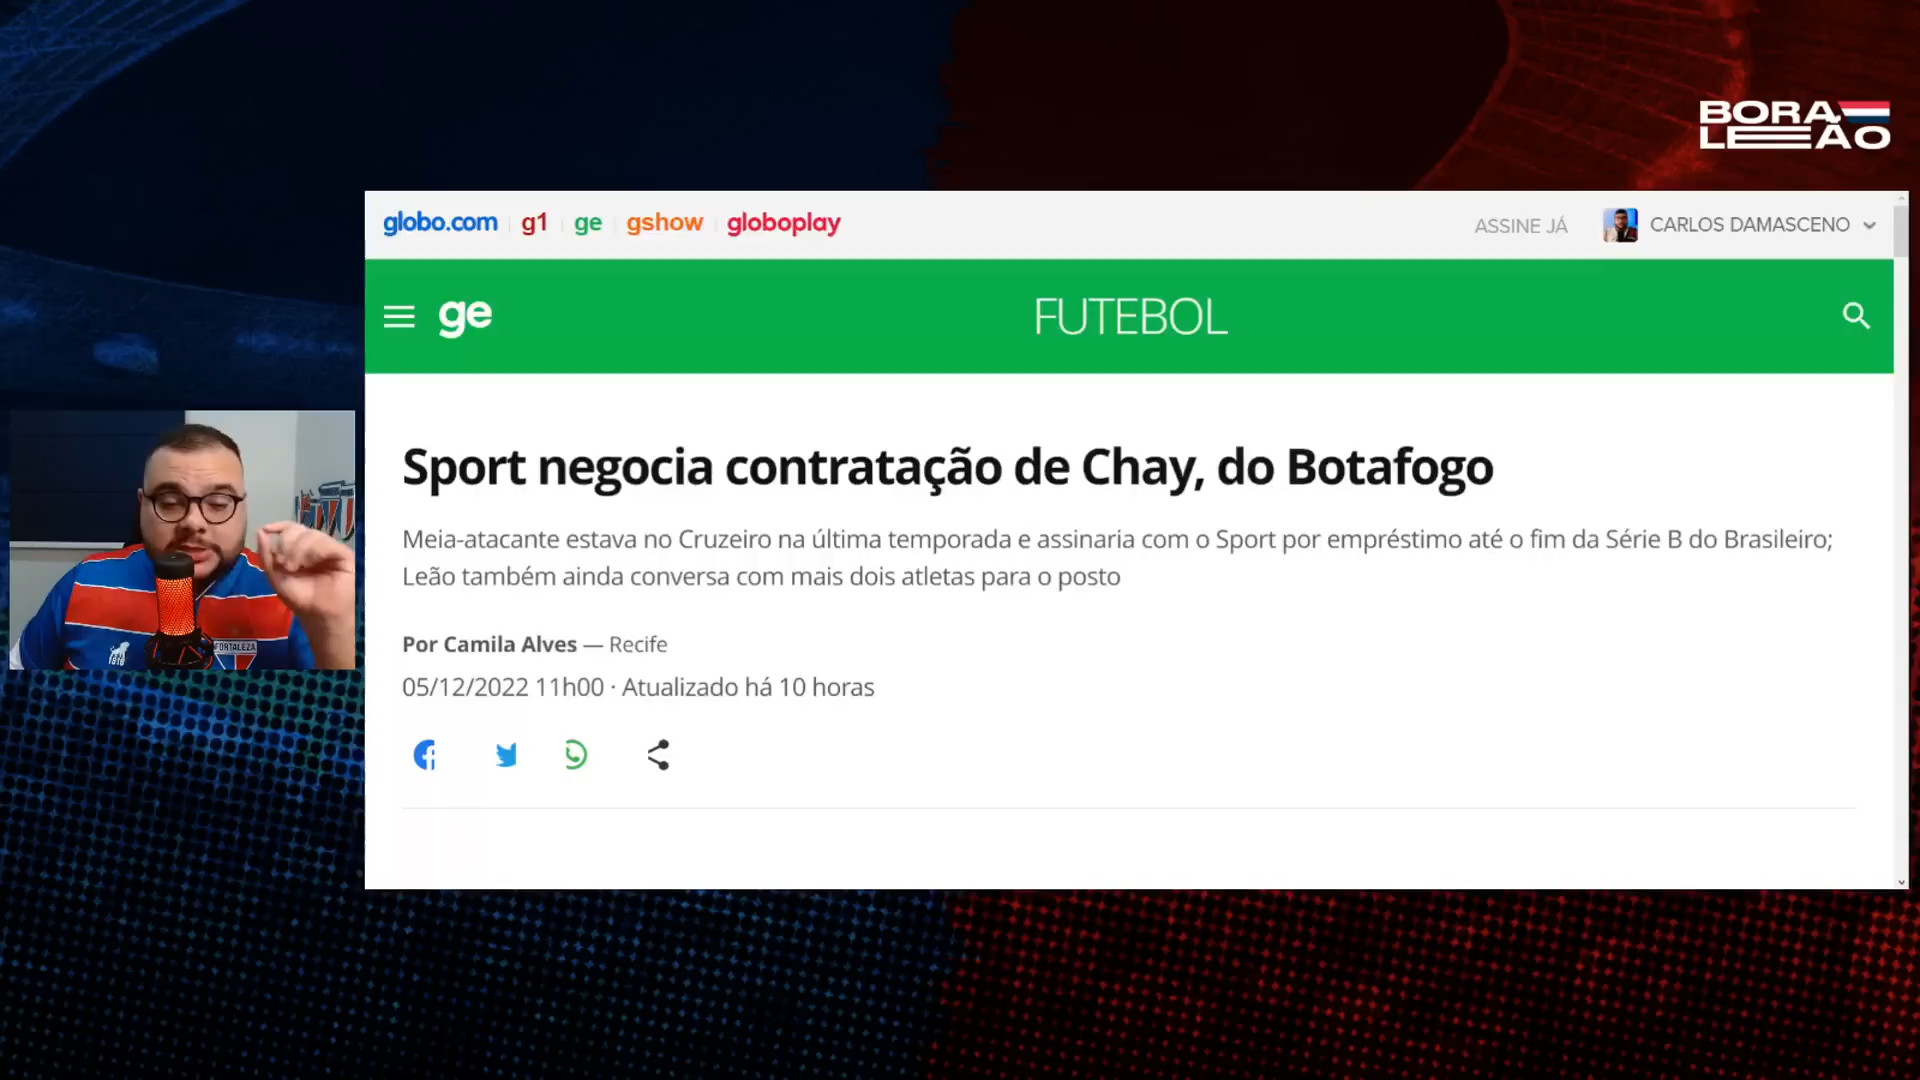 BORA
LEÃO
globo.com g1 ge gshow globoplay
ASSINE JÁ CARLOS DAMASCENO
ge FUTEBOL
Sport negocia contratação de Chay, do Botafogo
Meia-atacante estava no Cruzeiro na última temporada e assinaria com o Sport por empréstimo até o fim da Série B do Brasileiro;
Leão também ainda conversa com mais dois atletas para o posto
Por Camila Alves — Recife
05/12/2022 11h00 · Atualizado há 10 horas
FORTALEZA
1918